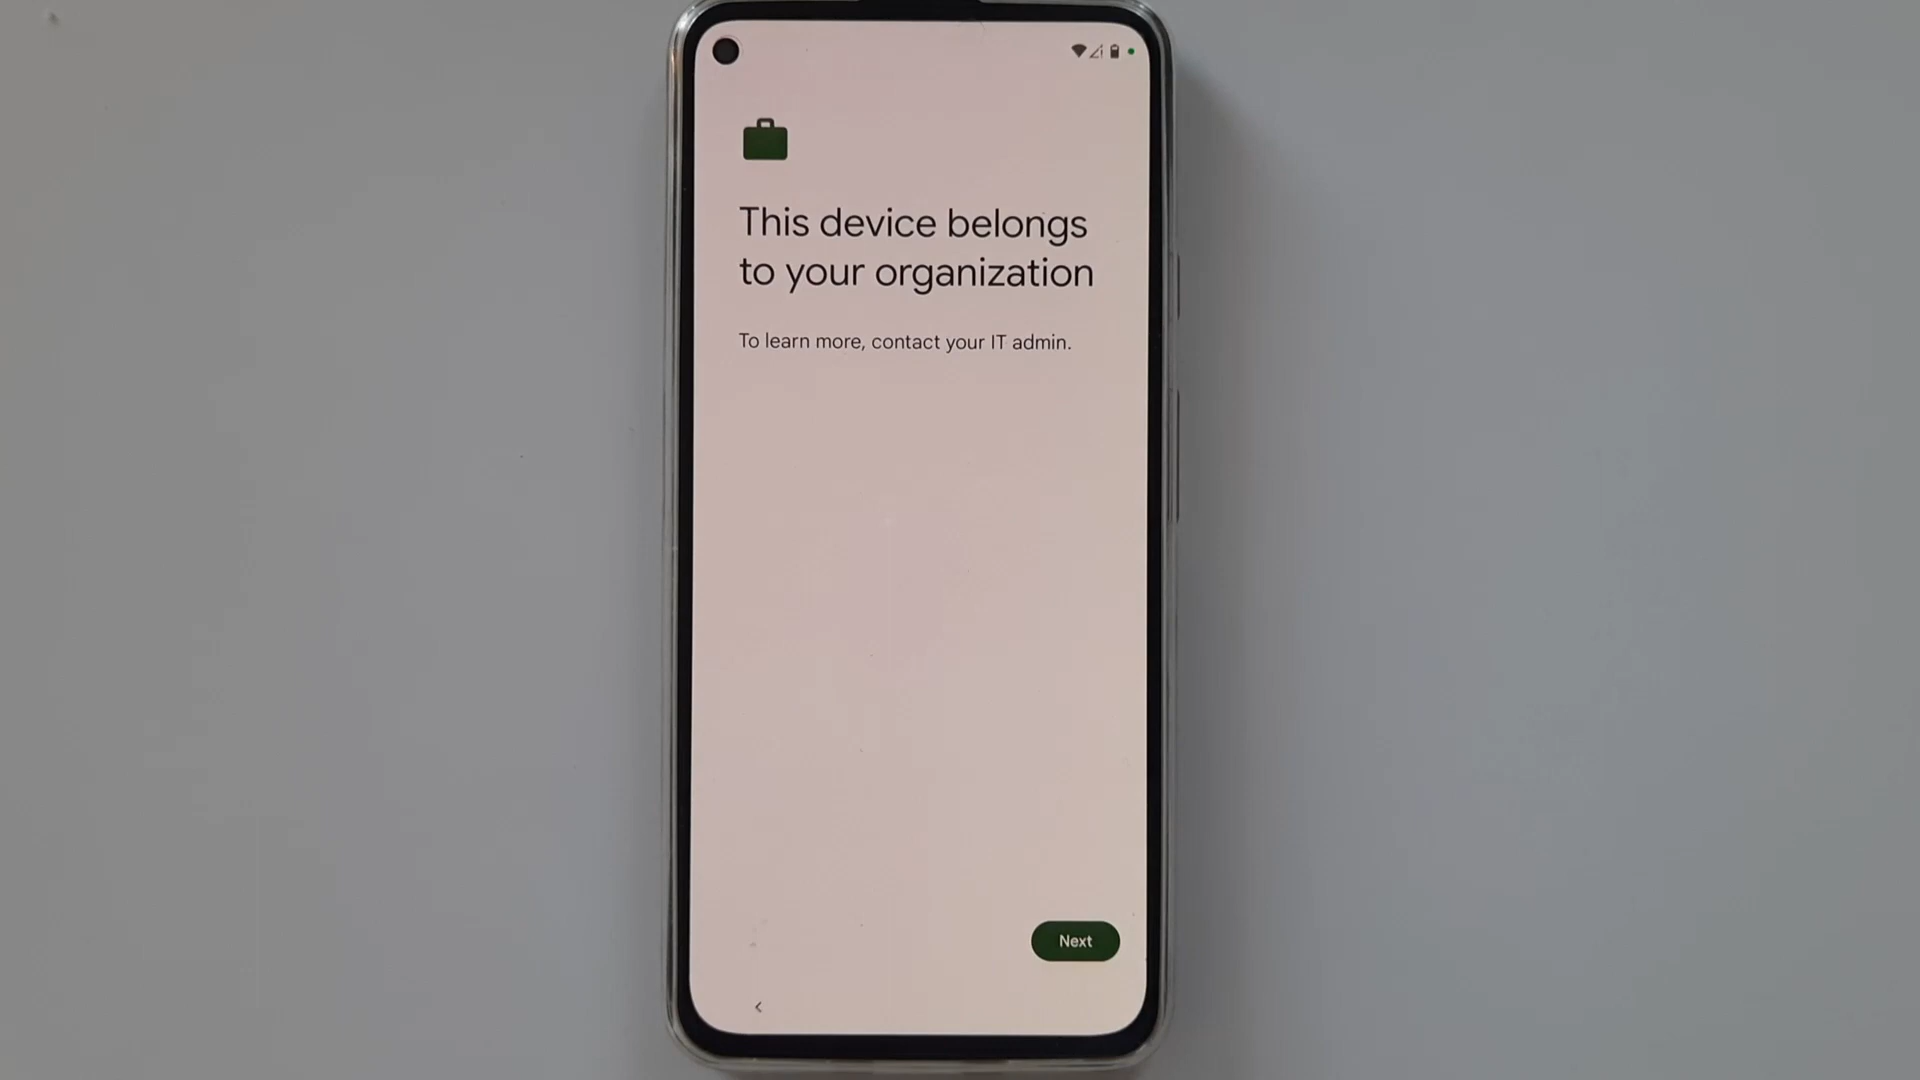 This device belongs
to your organization
To learn more, contact your IT admin.
Next